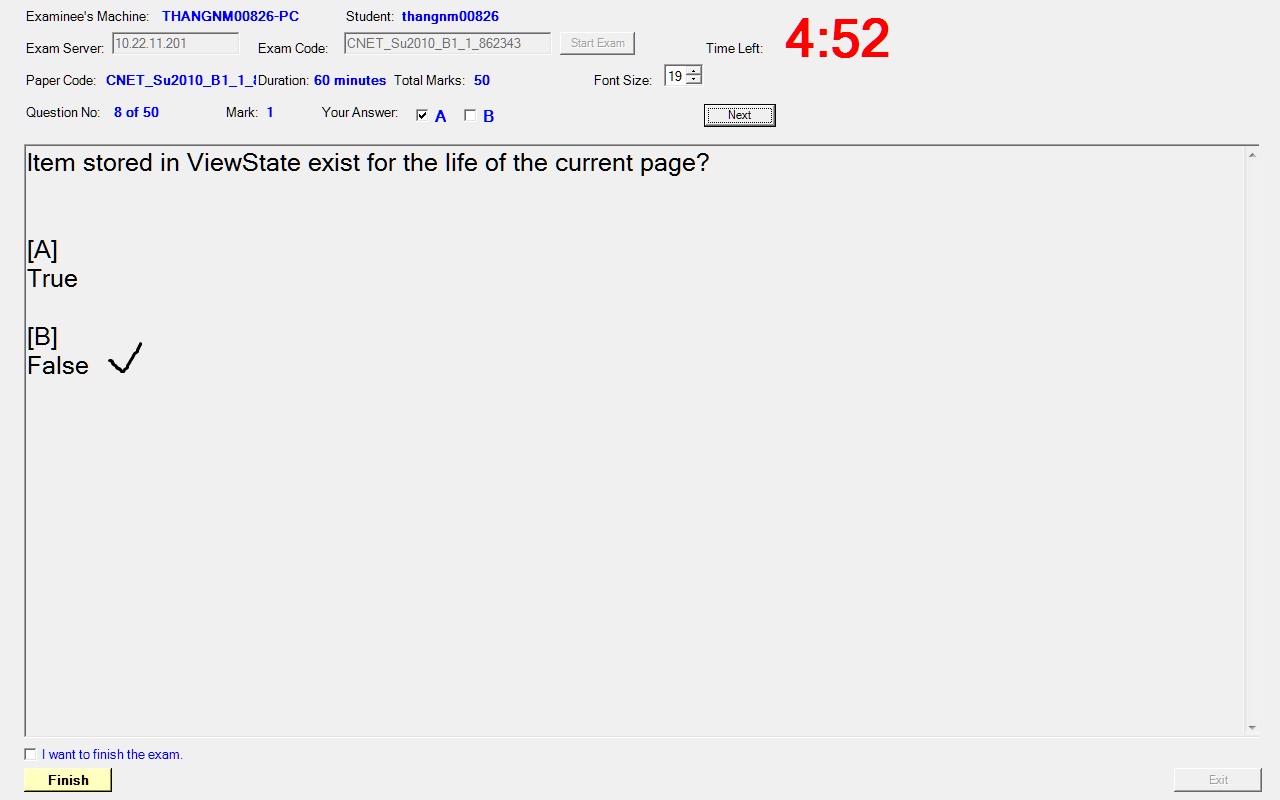 Examinee's Machine: THANGNM00826-PC Student: thangnm00826
Exam Server: 10.22.11.201 Exam Code: CNET_Su2010_B1_1_862343 Start Exam Time Left: 4:52
Paper Code: CNET_Su2010_B1_1_ Duration: 60 minutes Total Marks: 50 Font Size: 19
Question No: 8 of 50 Mark: 1 Your Answer: A B Next
Item stored in ViewState exist for the life of the current page?
[A]
True
[B]
False
I want to finish the exam.
Finish Exit